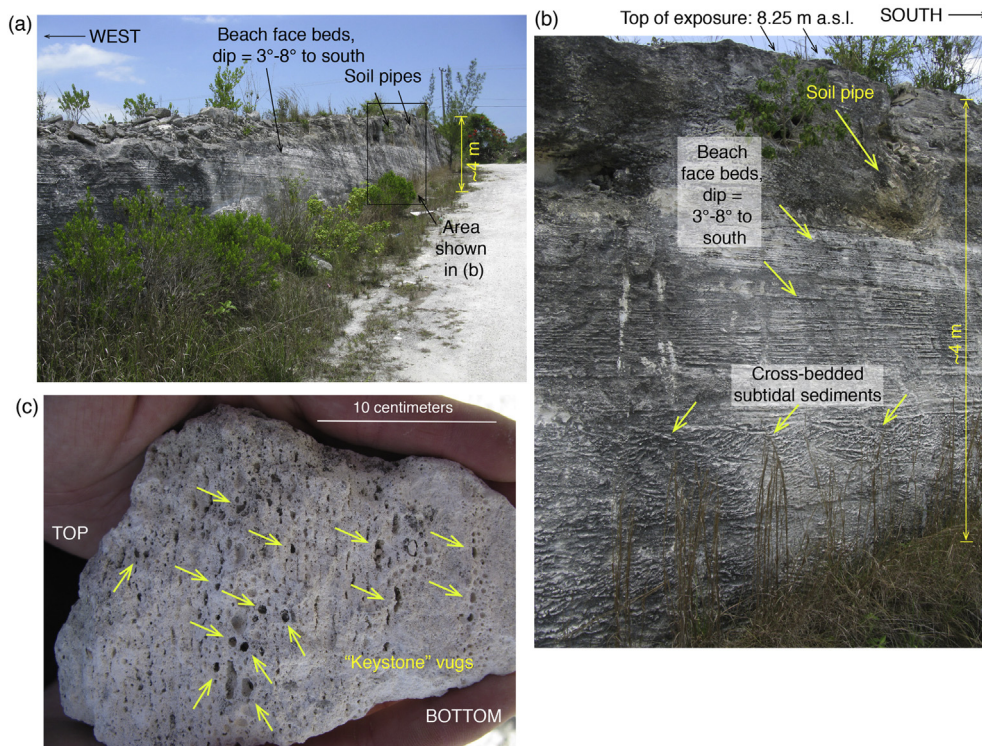 (a)
← WEST
Beach face beds,
dip = 3°-8° to south
Soil pipes
~4 m
Area
shown
in (b)
(b)
Top of exposure: 8.25 m a.s.l.
SOUTH →
Soil pipe
Beach
face beds,
dip =
3°-8° to
south
~4 m
Cross-bedded
subtidal sediments
(c)
10 centimeters
TOP
"Keystone" vugs
BOTTOM